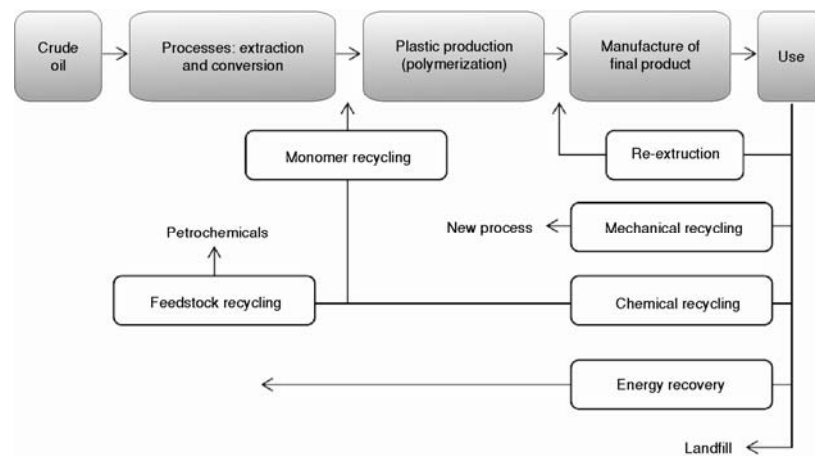 Crude
oil
Processes: extraction
and conversion
Plastic production
(polymerization)
Manufacture of
final product
Use
Monomer recycling
Re-extruction
Petrochemicals
New process
Mechanical recycling
Feedstock recycling
Chemical recycling
Energy recovery
Landfill